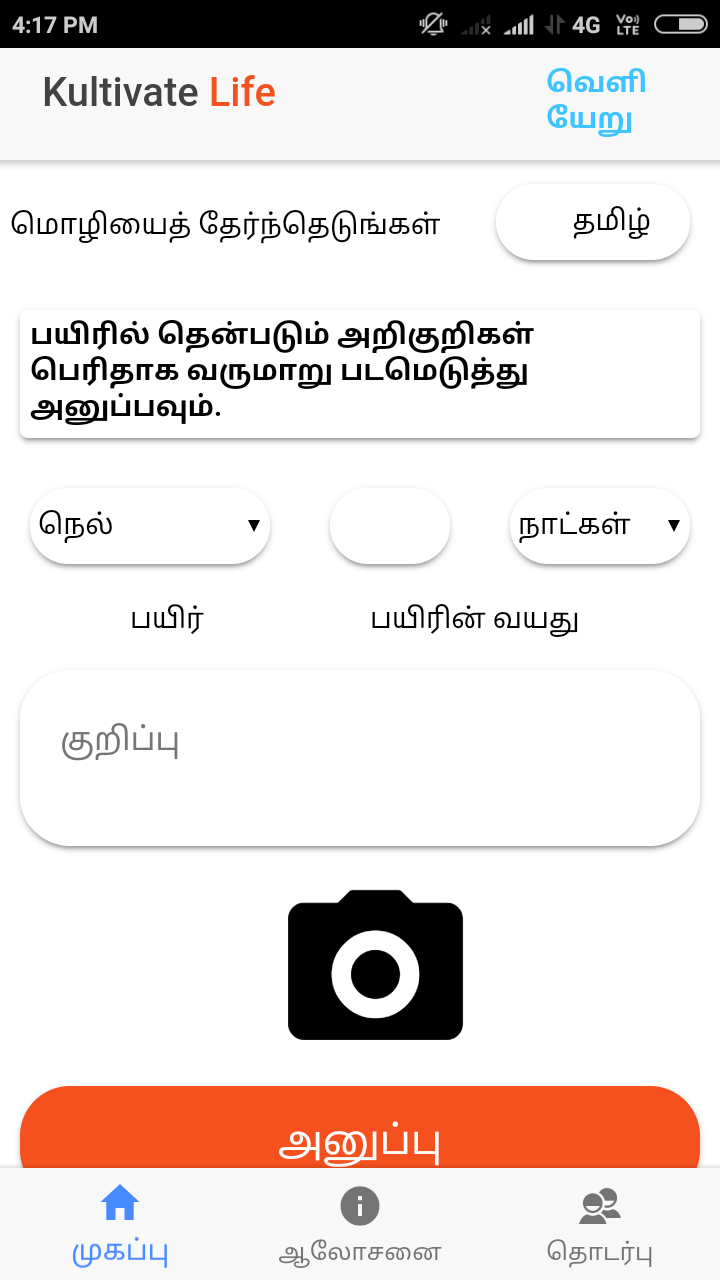 4:17 PM 4G VoLTE
Kultivate Life
வெளி
யேறு
மொழியைத் தேர்ந்தெடுங்கள் தமிழ்
பயிரில் தென்படும் அறிகுறிகள்
பெரிதாக வருமாறு படமெடுத்து
அனுப்பவும்.
நெல் நாட்கள்
பயிர் பயிரின் வயது
குறிப்பு
அனுப்பு
முகப்பு ஆலோசனை தொடர்பு